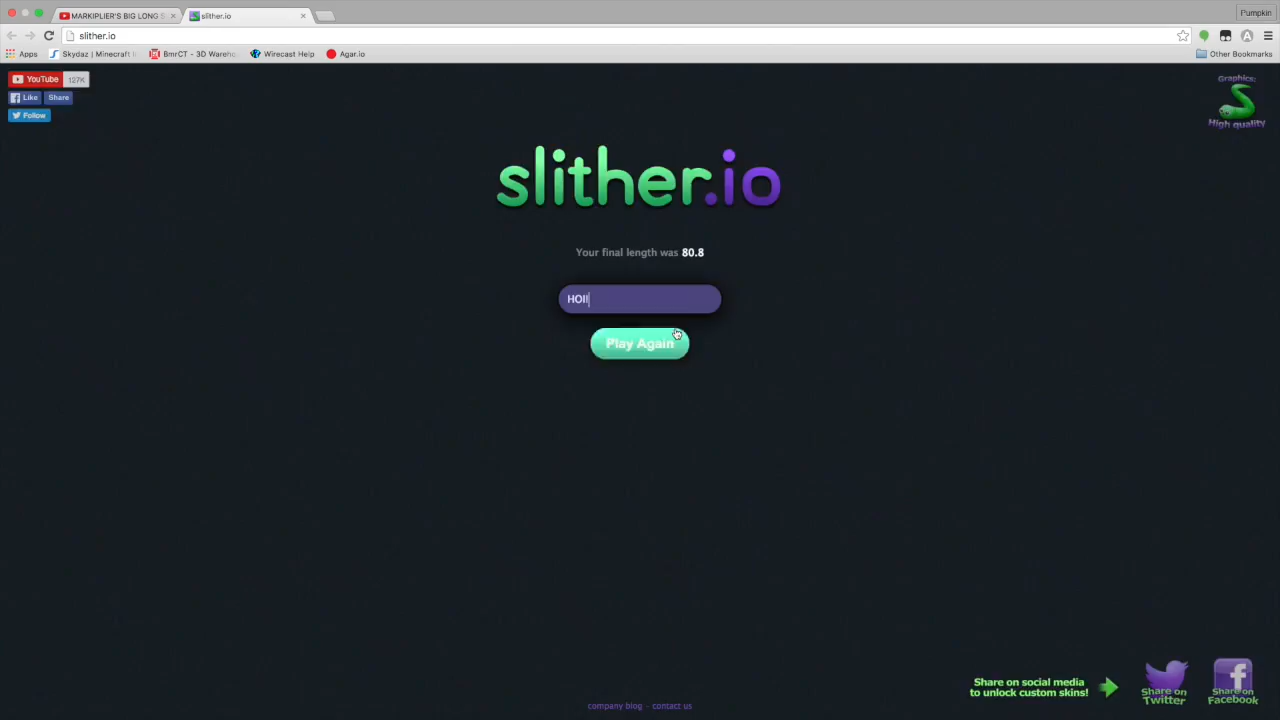 MARKIPLIER'S BIG LONG S
slither.io
Pumpkin
slither.io
Apps
Skydaz | Minecraft
BmrCT - 3D Wareho
Wirecast Help
Agar.io
Other Bookmarks
YouTube 127K
Like Share
Follow
Graphics:
High quality
slither.io
Your final length was 80.8
Play Again
Share on social media
to unlock custom skins!
Share on
Twitter
Share on
Facebook
company blog - contact us